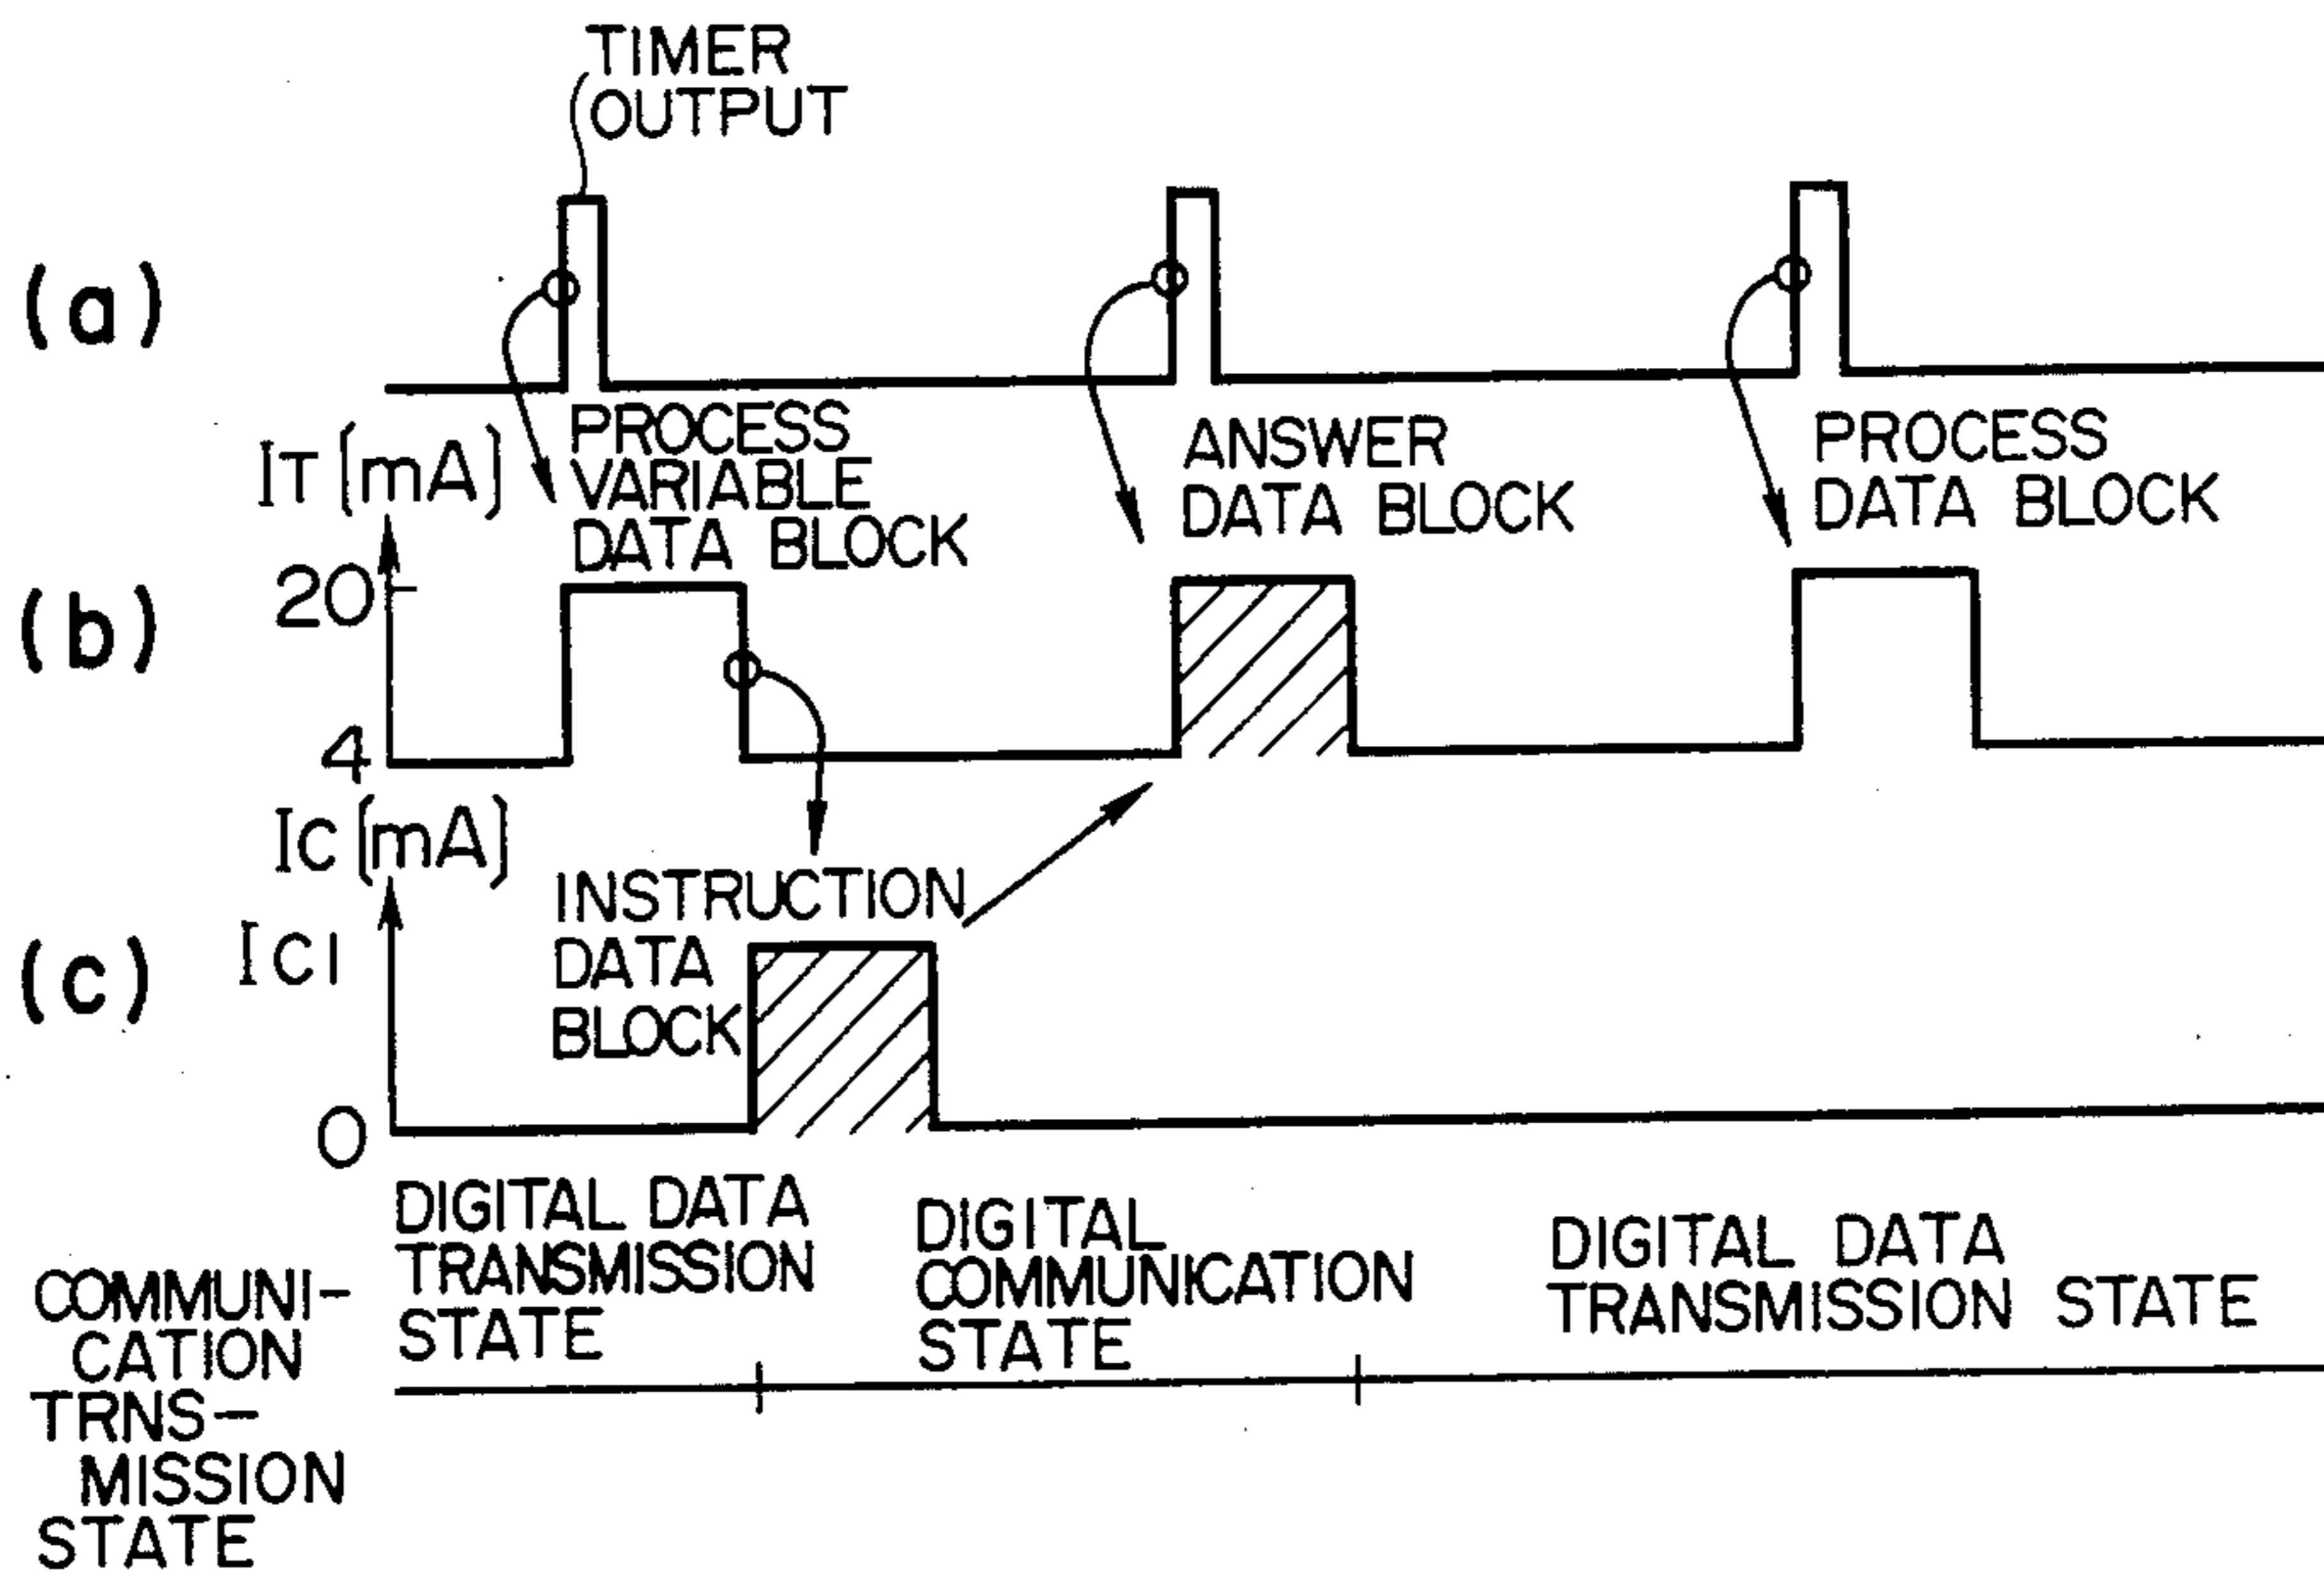 TIMER
OUTPUT
(a)
PROCESS
VARIABLE
DATA BLOCK
ANSWER
DATA BLOCK
PROCESS
DATA BLOCK
IT [mA]
20
(b)
4
IC [mA]
INSTRUCTION
DATA
BLOCK
IC1
(c)
0
DIGITAL DATA
TRANSMISSION
STATE
DIGITAL
COMMUNICATION
STATE
DIGITAL DATA
TRANSMISSION STATE
COMMUNI-
CATION
TRNS-
MISSION
STATE